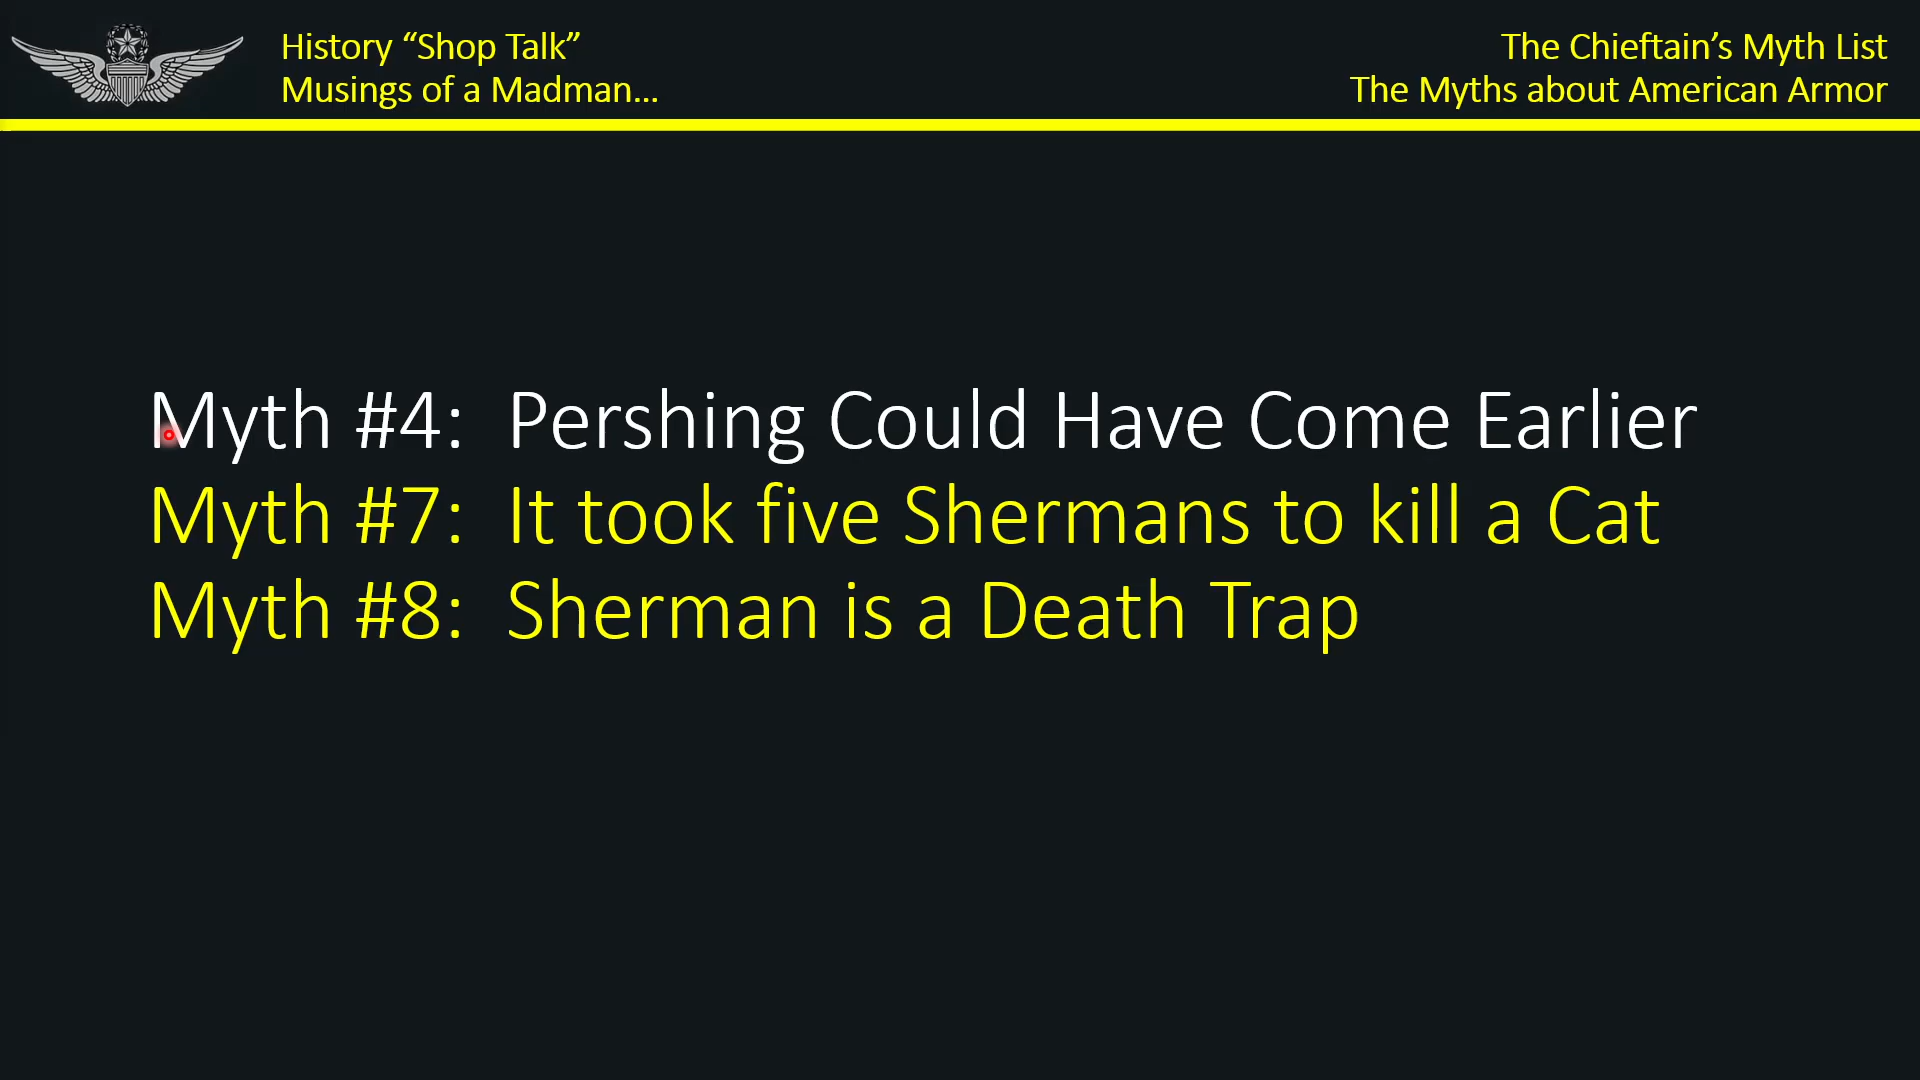 History “Shop Talk”
Musings of a Madman...
The Chieftain’s Myth List
The Myths about American Armor
Myth #4: Pershing Could Have Come Earlier
Myth #7: It took five Shermans to kill a Cat
Myth #8: Sherman is a Death Trap